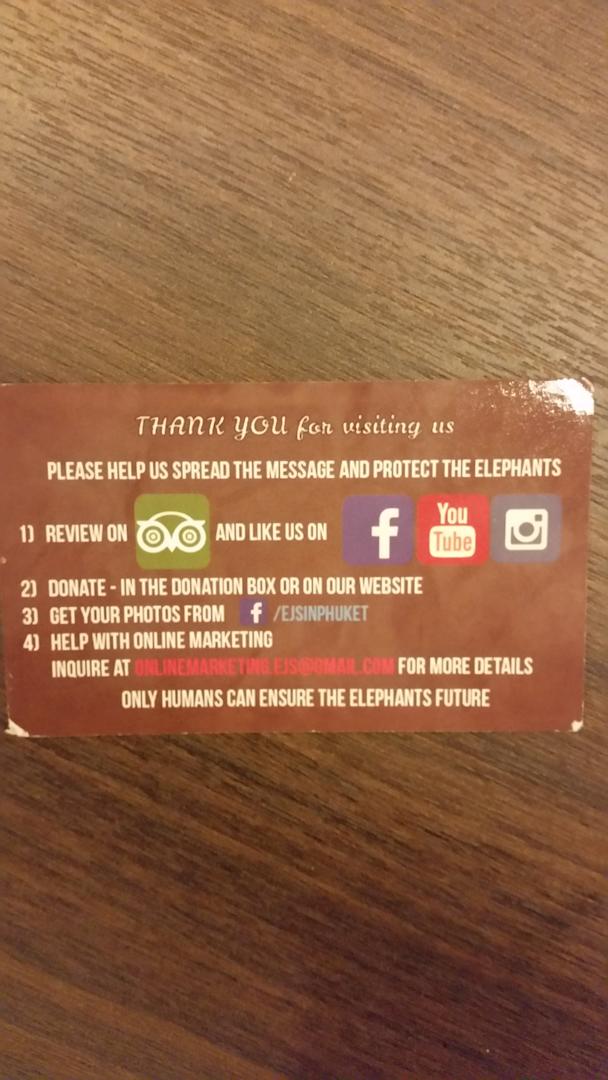 THANK YOU for visiting us
PLEASE HELP US SPREAD THE MESSAGE AND PROTECT THE ELEPHANTS
1) REVIEW ON AND LIKE US ON f You Tube
2) DONATE - IN THE DONATION BOX OR ON OUR WEBSITE
3) GET YOUR PHOTOS FROM f /EJSINPHUKET
4) HELP WITH ONLINE MARKETING
INQUIRE AT ONLINEMARKETING.EJS@GMAIL.COM FOR MORE DETAILS
ONLY HUMANS CAN ENSURE THE ELEPHANTS FUTURE